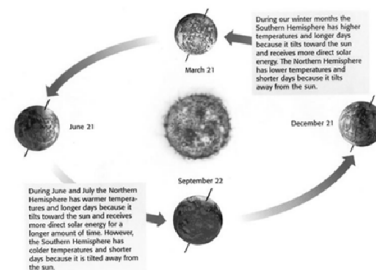 During our winter months the
Southern Hemisphere has higher
temperatures and longer days
because it tilts toward the sun
and receives more direct solar
energy. The Northern Hemisphere
has lower temperatures and
shorter days because it tilts
away from the sun.
March 21
June 21
December 21
September 22
During June and July the Northern
Hemisphere has warmer tempera-
tures and longer days because it
tilts toward the sun and receives
more direct solar energy for a
longer amount of time. However,
the Southern Hemisphere has
colder temperatures and shorter
days because it is tilted away from
the sun.